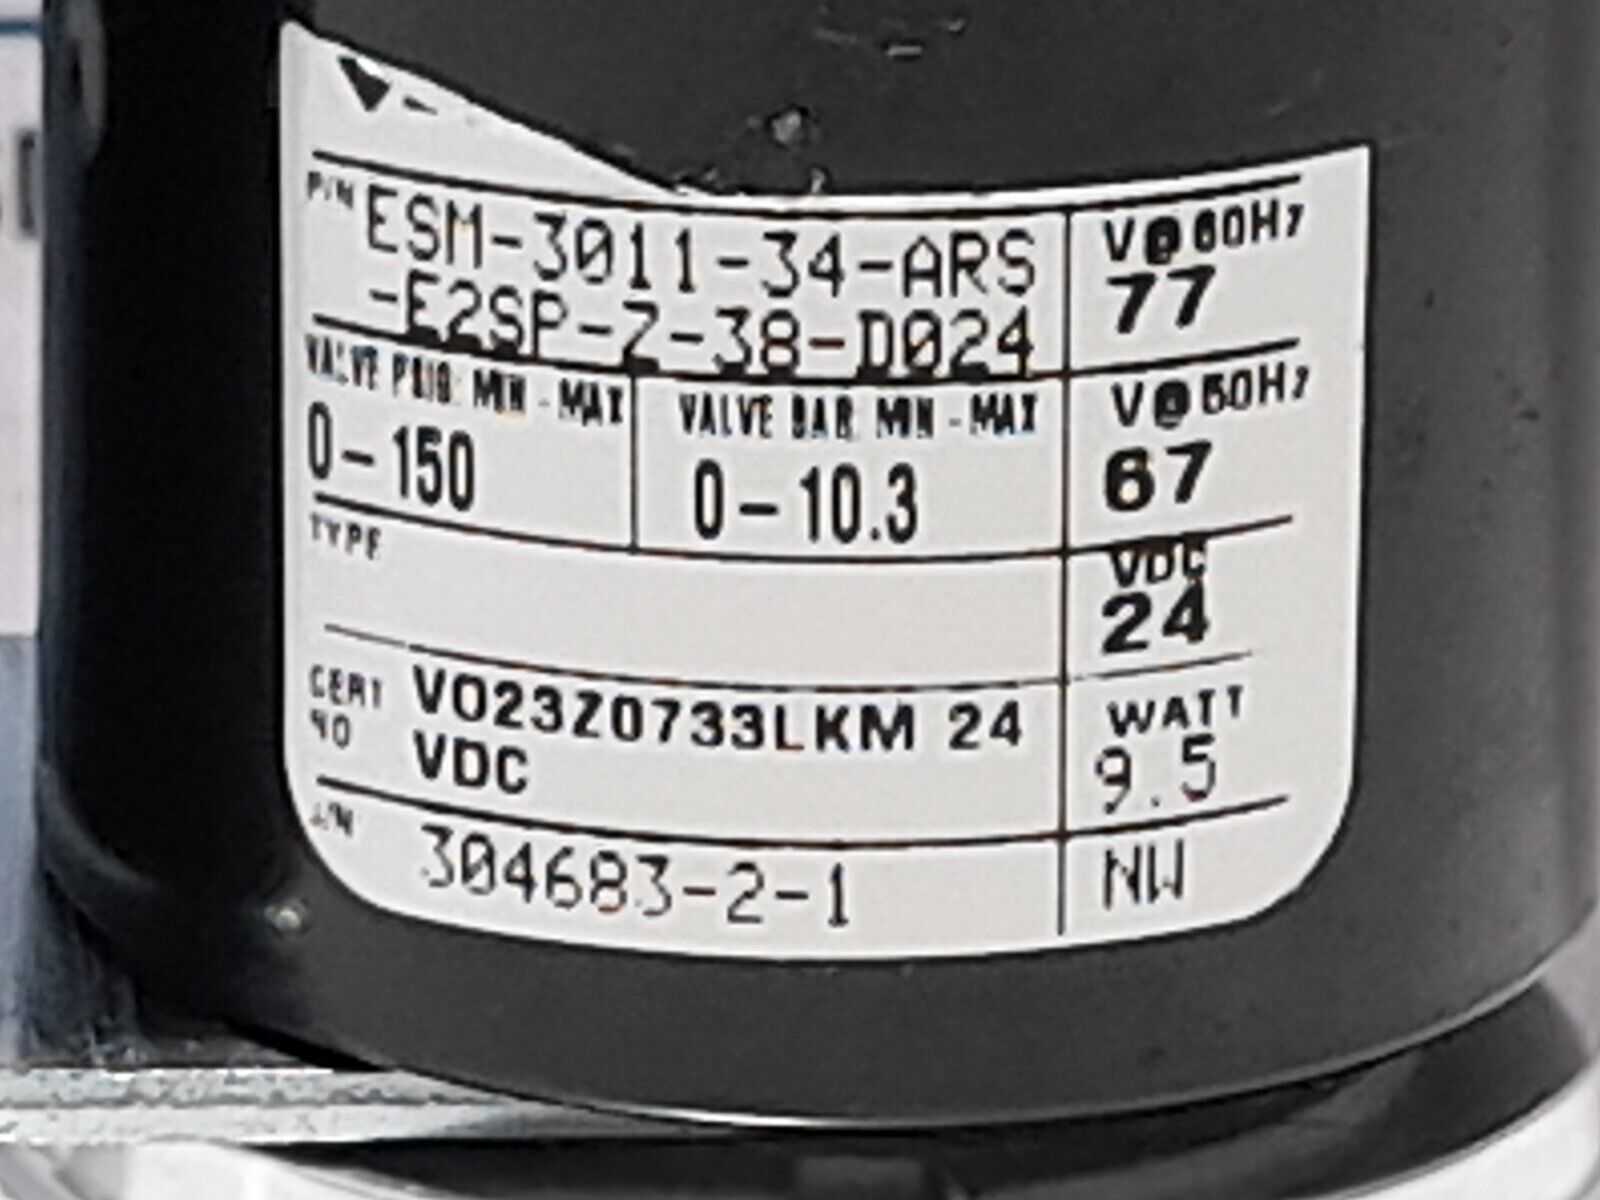 P/N ESM-3011-34-ARS
-E2SP-Z-38-D024
V@60Hz
77
VALVE PSIG MIN - MAX
0-150
VALVE BAR MIN - MAX
0-10.3
V@50Hz
67
TYPE
VDC
24
CERT NO
VO23Z0733LKM 24
VDC
WATT
9.5
304683-2-1
NW